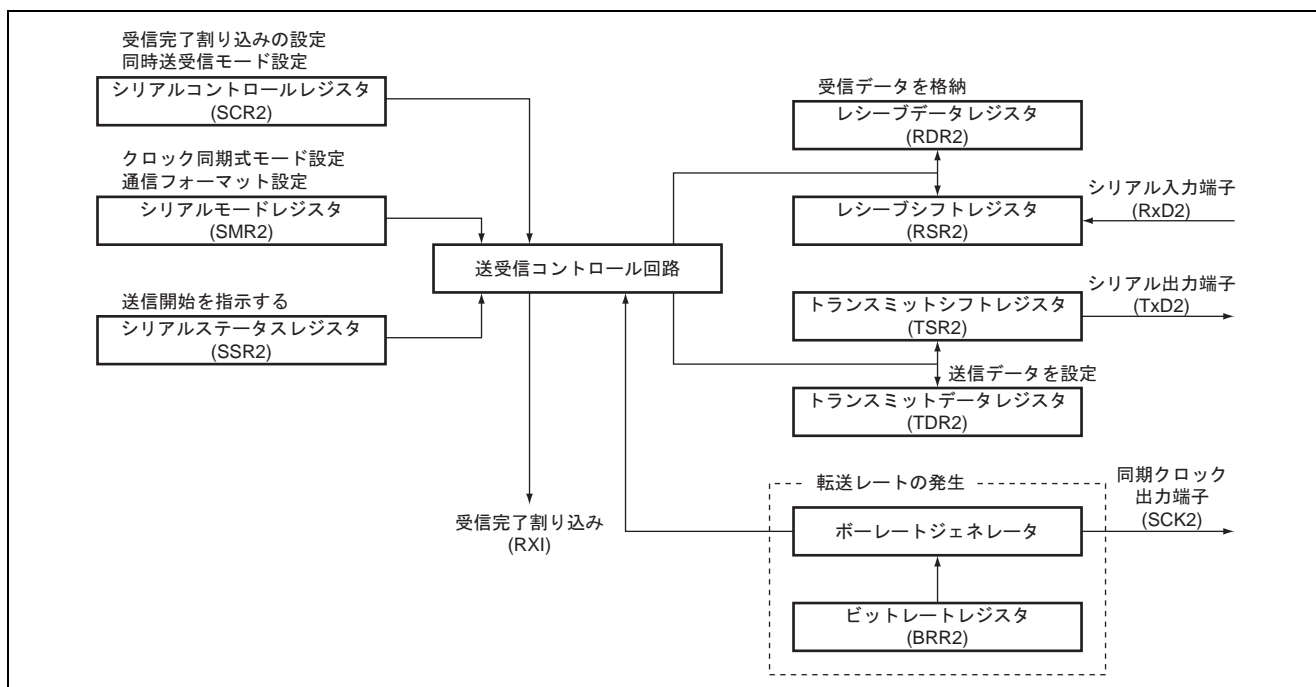 受信完了割り込みの設定
同時送受信モード設定
シリアルコントロールレジスタ
(SCR2)
クロック同期式モード設定
通信フォーマット設定
シリアルモードレジスタ
(SMR2)
送信開始を指示する
シリアルステータスレジスタ
(SSR2)
送受信コントロール回路
受信完了割り込み
(RXI)
受信データを格納
レシーブデータレジスタ
(RDR2)
レシーブシフトレジスタ
(RSR2)
シリアル入力端子
(RxD2)
トランスミットシフトレジスタ
(TSR2)
シリアル出力端子
(TxD2)
送信データを設定
トランスミットデータレジスタ
(TDR2)
転送レートの発生
ボーレートジェネレータ
同期クロック
出力端子
(SCK2)
ビットレートレジスタ
(BRR2)